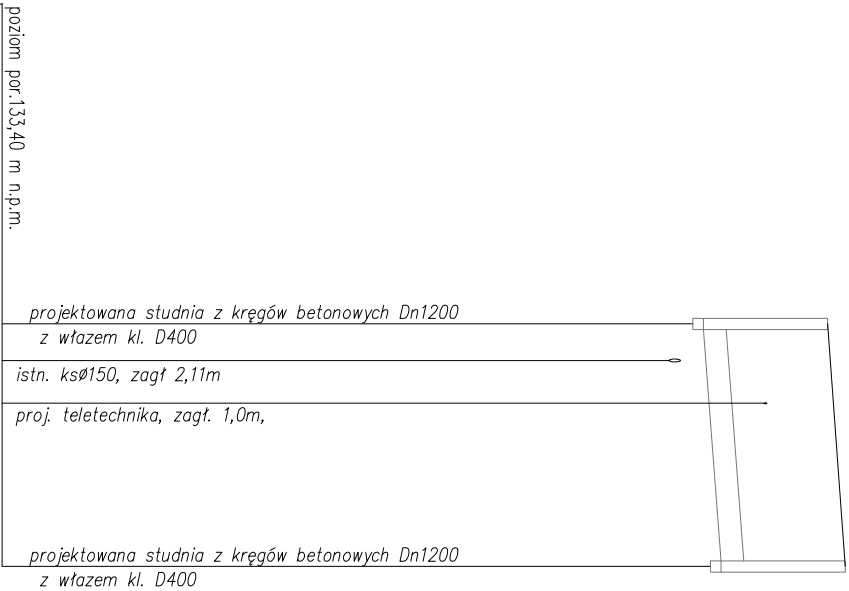 poziom por.133,40 m n.p.m.
projektowana studnia z kręgów betonowych Dn1200
z włazem kl. D400
istn. ksø150, zagł 2,11m
proj. teletechnika, zagł. 1,0m,
projektowana studnia z kręgów betonowych Dn1200
z włazem kl. D400